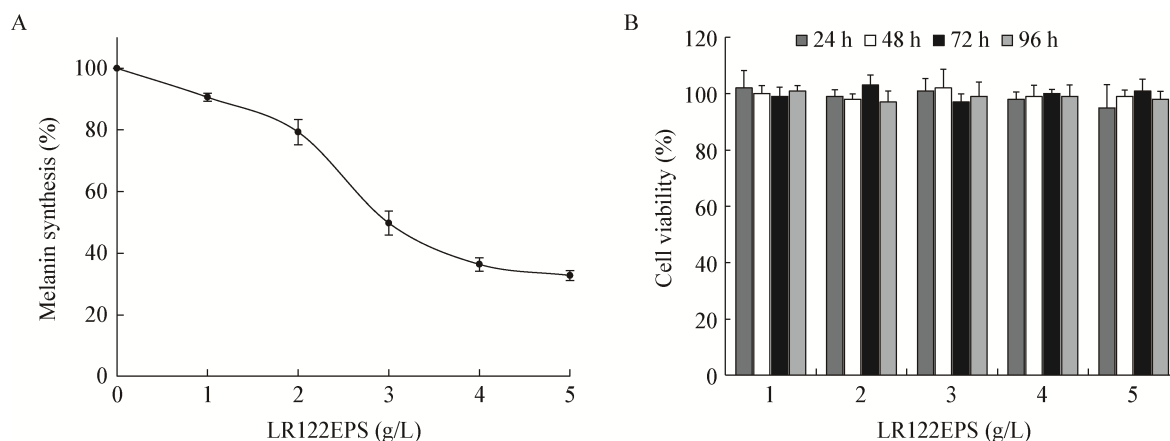 A
Melanin synthesis (%)
100
80
60
40
20
0
0 1 2 3 4 5
LR122EPS (g/L)
B
24 h 48 h 72 h 96 h
Cell viability (%)
120
100
80
60
40
20
0
1 2 3 4 5
LR122EPS (g/L)